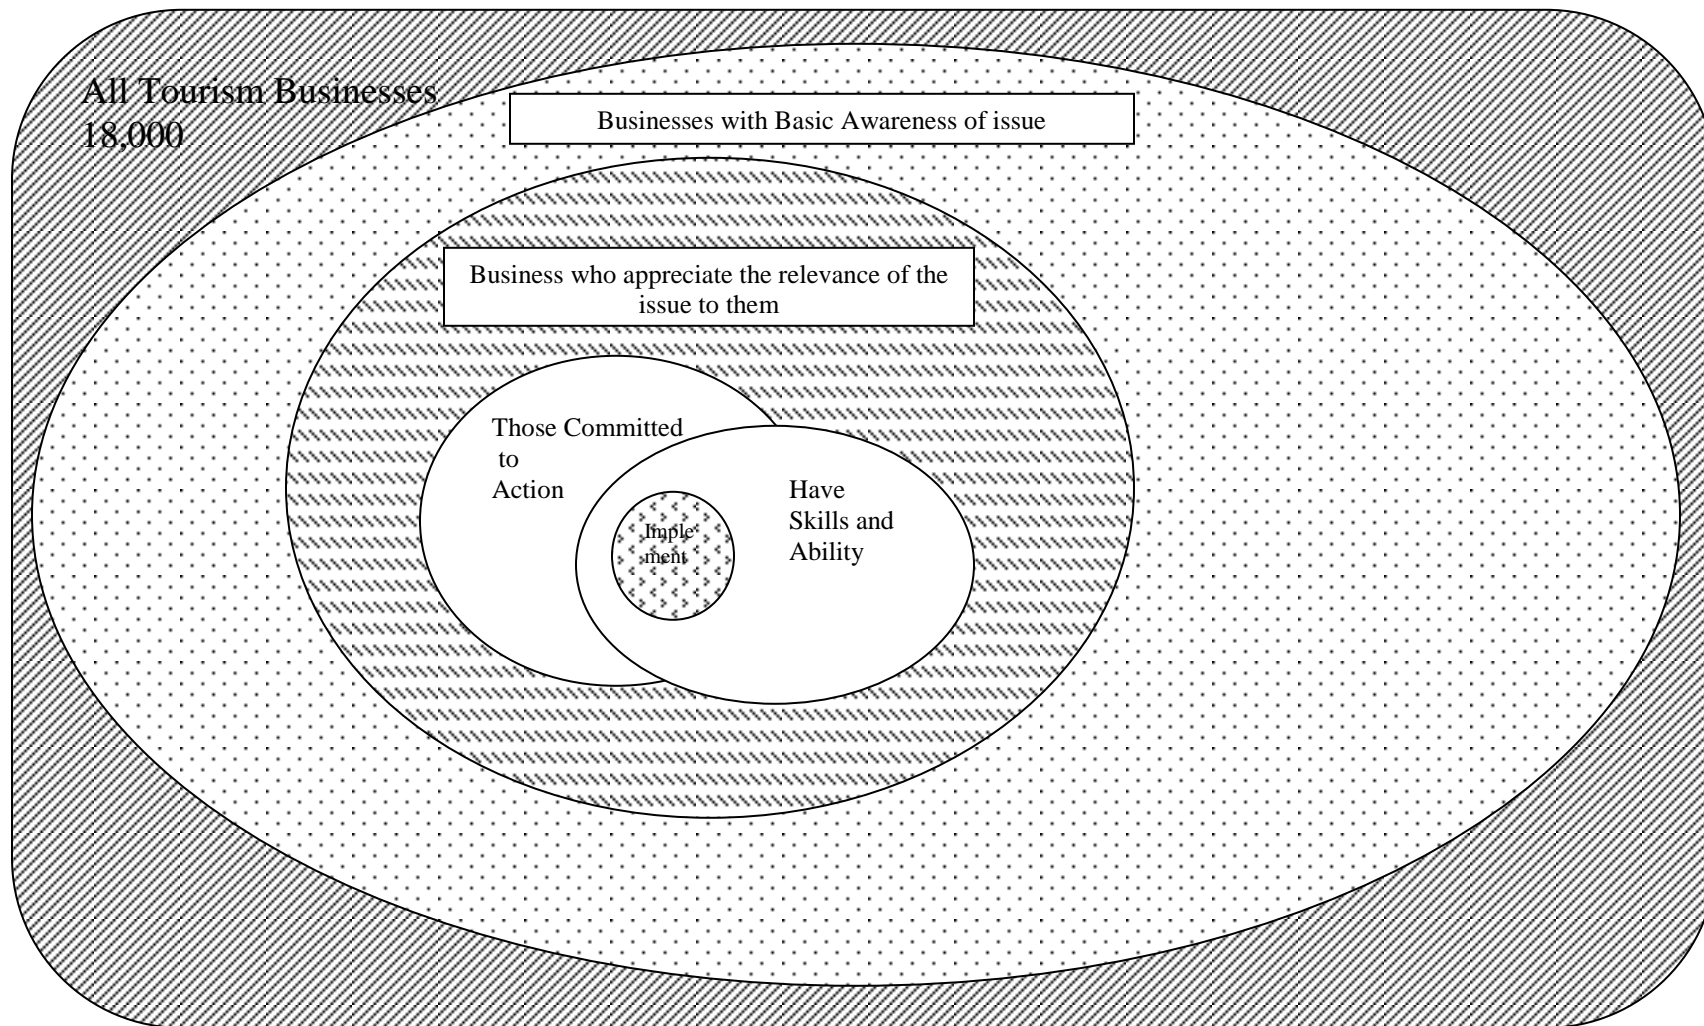 All Tourism Businesses
18,000
Businesses with Basic Awareness of issue
Business who appreciate the relevance of the
issue to them
Those Committed
to
Action
Have
Skills and
Ability
Imple-
ment